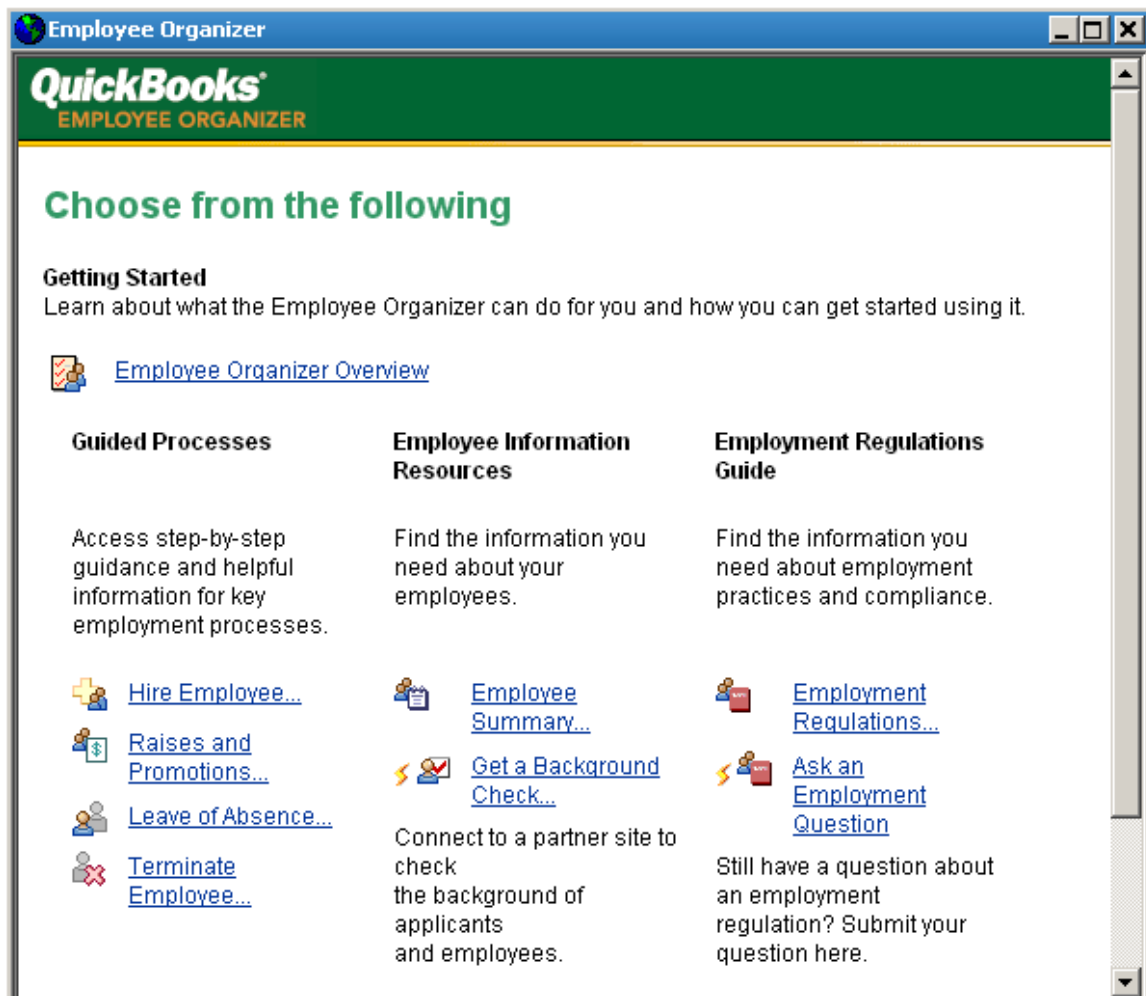 Employee Organizer
QuickBooks®
EMPLOYEE ORGANIZER
Choose from the following
Getting Started
Learn about what the Employee Organizer can do for you and how you can get started using it.
Employee Organizer Overview
Guided Processes
Access step-by-step
guidance and helpful
information for key
employment processes.
Hire Employee...
Raises and
Promotions...
Leave of Absence...
Terminate
Employee...
Employee Information
Resources
Find the information you
need about your
employees.
Employee
Summary...
Get a Background
Check...
Connect to a partner site to
check
the background of
applicants
and employees.
Employment Regulations
Guide
Find the information you
need about employment
practices and compliance.
Employment
Regulations...
Ask an
Employment
Question
Still have a question about
an employment
regulation? Submit your
question here.